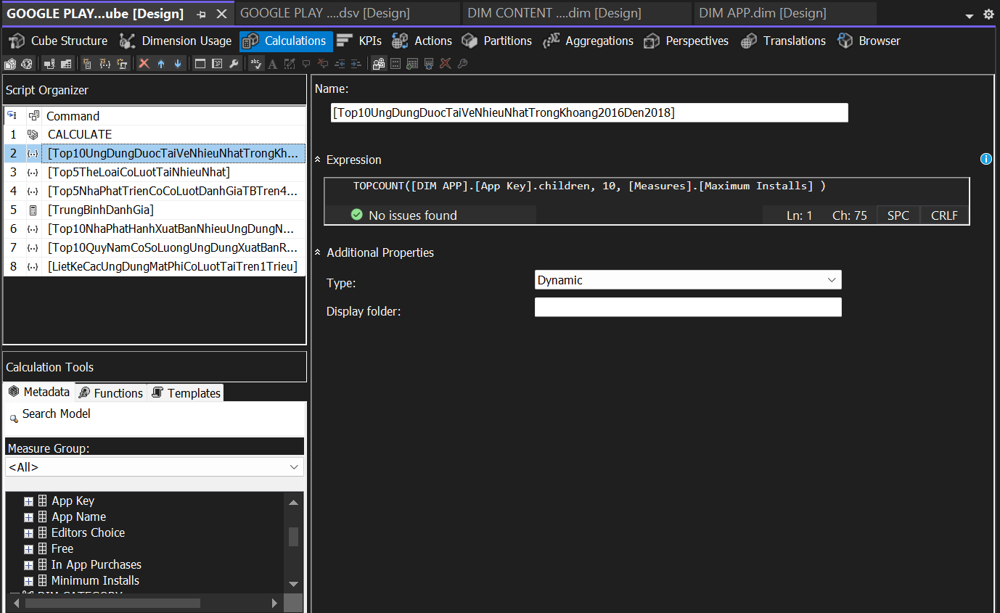 GOOGLE PLAY...ube [Design]
GOOGLE PLAY ....dsv [Design]
DIM CONTENT ....dim [Design]
DIM APP.dim [Design]
Cube Structure
Dimension Usage
Calculations
KPIs
Actions
Partitions
Aggregations
Perspectives
Translations
Browser
Script Organizer
Command
1 CALCULATE
2 [Top10UngDungDuocTaiVeNhieuNhatTrongKh...
3 [Top5TheLoaiCoLuotTaiNhieuNhat]
4 [Top5NhaPhatTrienCoCoLuotDanhGiaTBTren4...
5 [TrungBinhDanhGia]
6 [Top10NhaPhatHanhXuatBanNhieuUngDungN...
7 [Top10QuyNamCoSoLuongUngDungXuatBanR...
8 [LietKeCacUngDungMatPhiCoLuotTaiTren1Trieu]
Name:
[Top10UngDungDuocTaiVeNhieuNhatTrongKhoang2016Den2018]
Expression
TOPCOUNT([DIM APP].[App Key].children, 10, [Measures].[Maximum Installs] )
No issues found
Ln: 1
Ch: 75
SPC
CRLF
Additional Properties
Type:
Dynamic
Display folder:
Calculation Tools
Metadata
Functions
Templates
Search Model
Measure Group:
<All>
App Key
App Name
Editors Choice
Free
In App Purchases
Minimum Installs
DIM CATEGORY